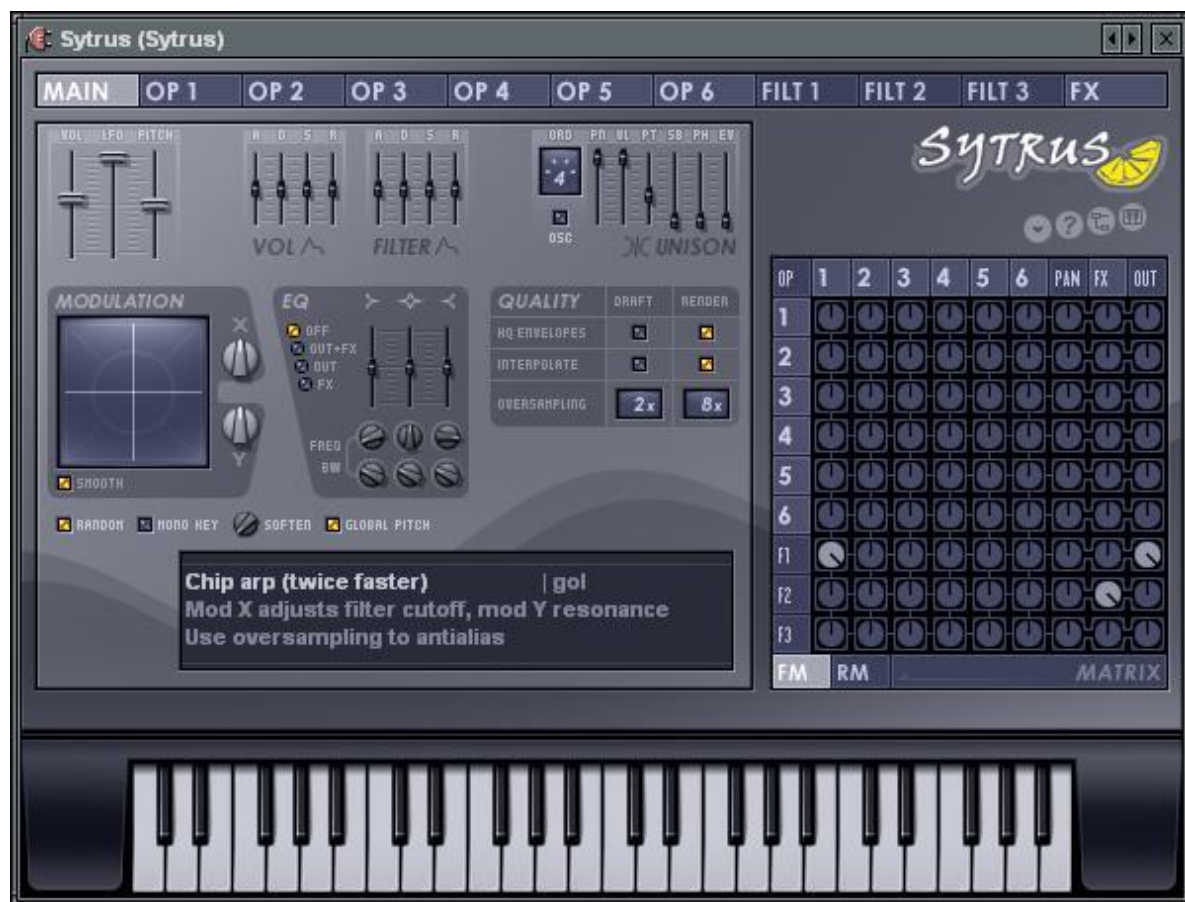 Sytrus (Sytrus)
MAIN OP 1 OP 2 OP 3 OP 4 OP 5 OP 6 FILT 1 FILT 2 FILT 3 FX
VOL LFO PITCH A D S R A D S R ORD PN VL PT SB PH EV
4
OSC
VOL FILTER UNISON
SYTRUS
?
MODULATION
X
Y
SMOOTH
EQ
OFF
OUT+FX
OUT
FX
FREQ
BW
QUALITY DRAFT RENDER
HQ ENVELOPES
INTERPOLATE
OVERSAMPLING 2x 8x
RANDOM MONO KEY SOFTEN GLOBAL PITCH
Chip arp (twice faster) | gol
Mod X adjusts filter cutoff, mod Y resonance
Use oversampling to antialias
OP 1 2 3 4 5 6 PAN FX OUT
1
2
3
4
5
6
F1
F2
F3
FM RM MATRIX